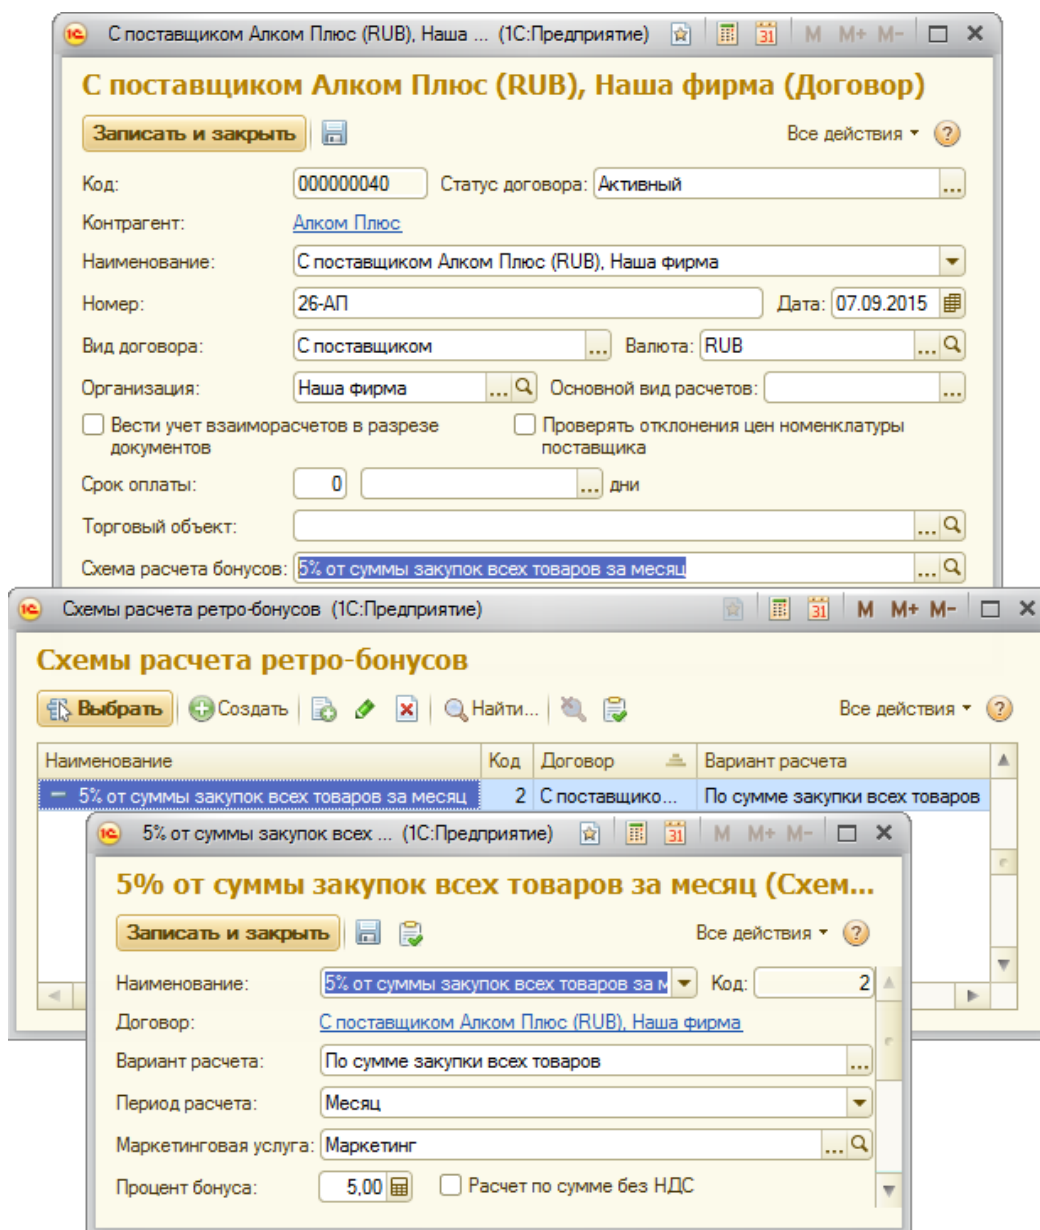 С поставщиком Алком Плюс (RUB), Наша ... (1С:Предприятие) 31 M M+ M-
С поставщиком Алком Плюс (RUB), Наша фирма (Договор)
Записать и закрыть Все действия ?
Код: 000000040 Статус договора: Активный ...
Контрагент: Алком Плюс
Наименование: С поставщиком Алком Плюс (RUB), Наша фирма
Номер: 26-АП Дата: 07.09.2015
Вид договора: С поставщиком ... Валюта: RUB ...
Организация: Наша фирма ... Основной вид расчетов: ...
Вести учет взаиморасчетов в разрезе документов Проверять отклонения цен номенклатуры поставщика
Срок оплаты: 0 ... дни
Торговый объект: ...
Схема расчета бонусов: 5% от суммы закупок всех товаров за месяц ...
Схемы расчета ретро-бонусов (1С:Предприятие) 31 M M+ M-
Схемы расчета ретро-бонусов
Выбрать Создать Найти... Все действия ?
Наименование Код Договор Вариант расчета
5% от суммы закупок всех товаров за месяц 2 С поставщико... По сумме закупки всех товаров
5% от суммы закупок всех ... (1С:Предприятие) 31 M M+ M-
5% от суммы закупок всех товаров за месяц (Схем...
Записать и закрыть Все действия ?
Наименование: 5% от суммы закупок всех товаров за м Код: 2
Договор: С поставщиком Алком Плюс (RUB), Наша фирма
Вариант расчета: По сумме закупки всех товаров ...
Период расчета: Месяц
Маркетинговая услуга: Маркетинг ...
Процент бонуса: 5,00 Расчет по сумме без НДС